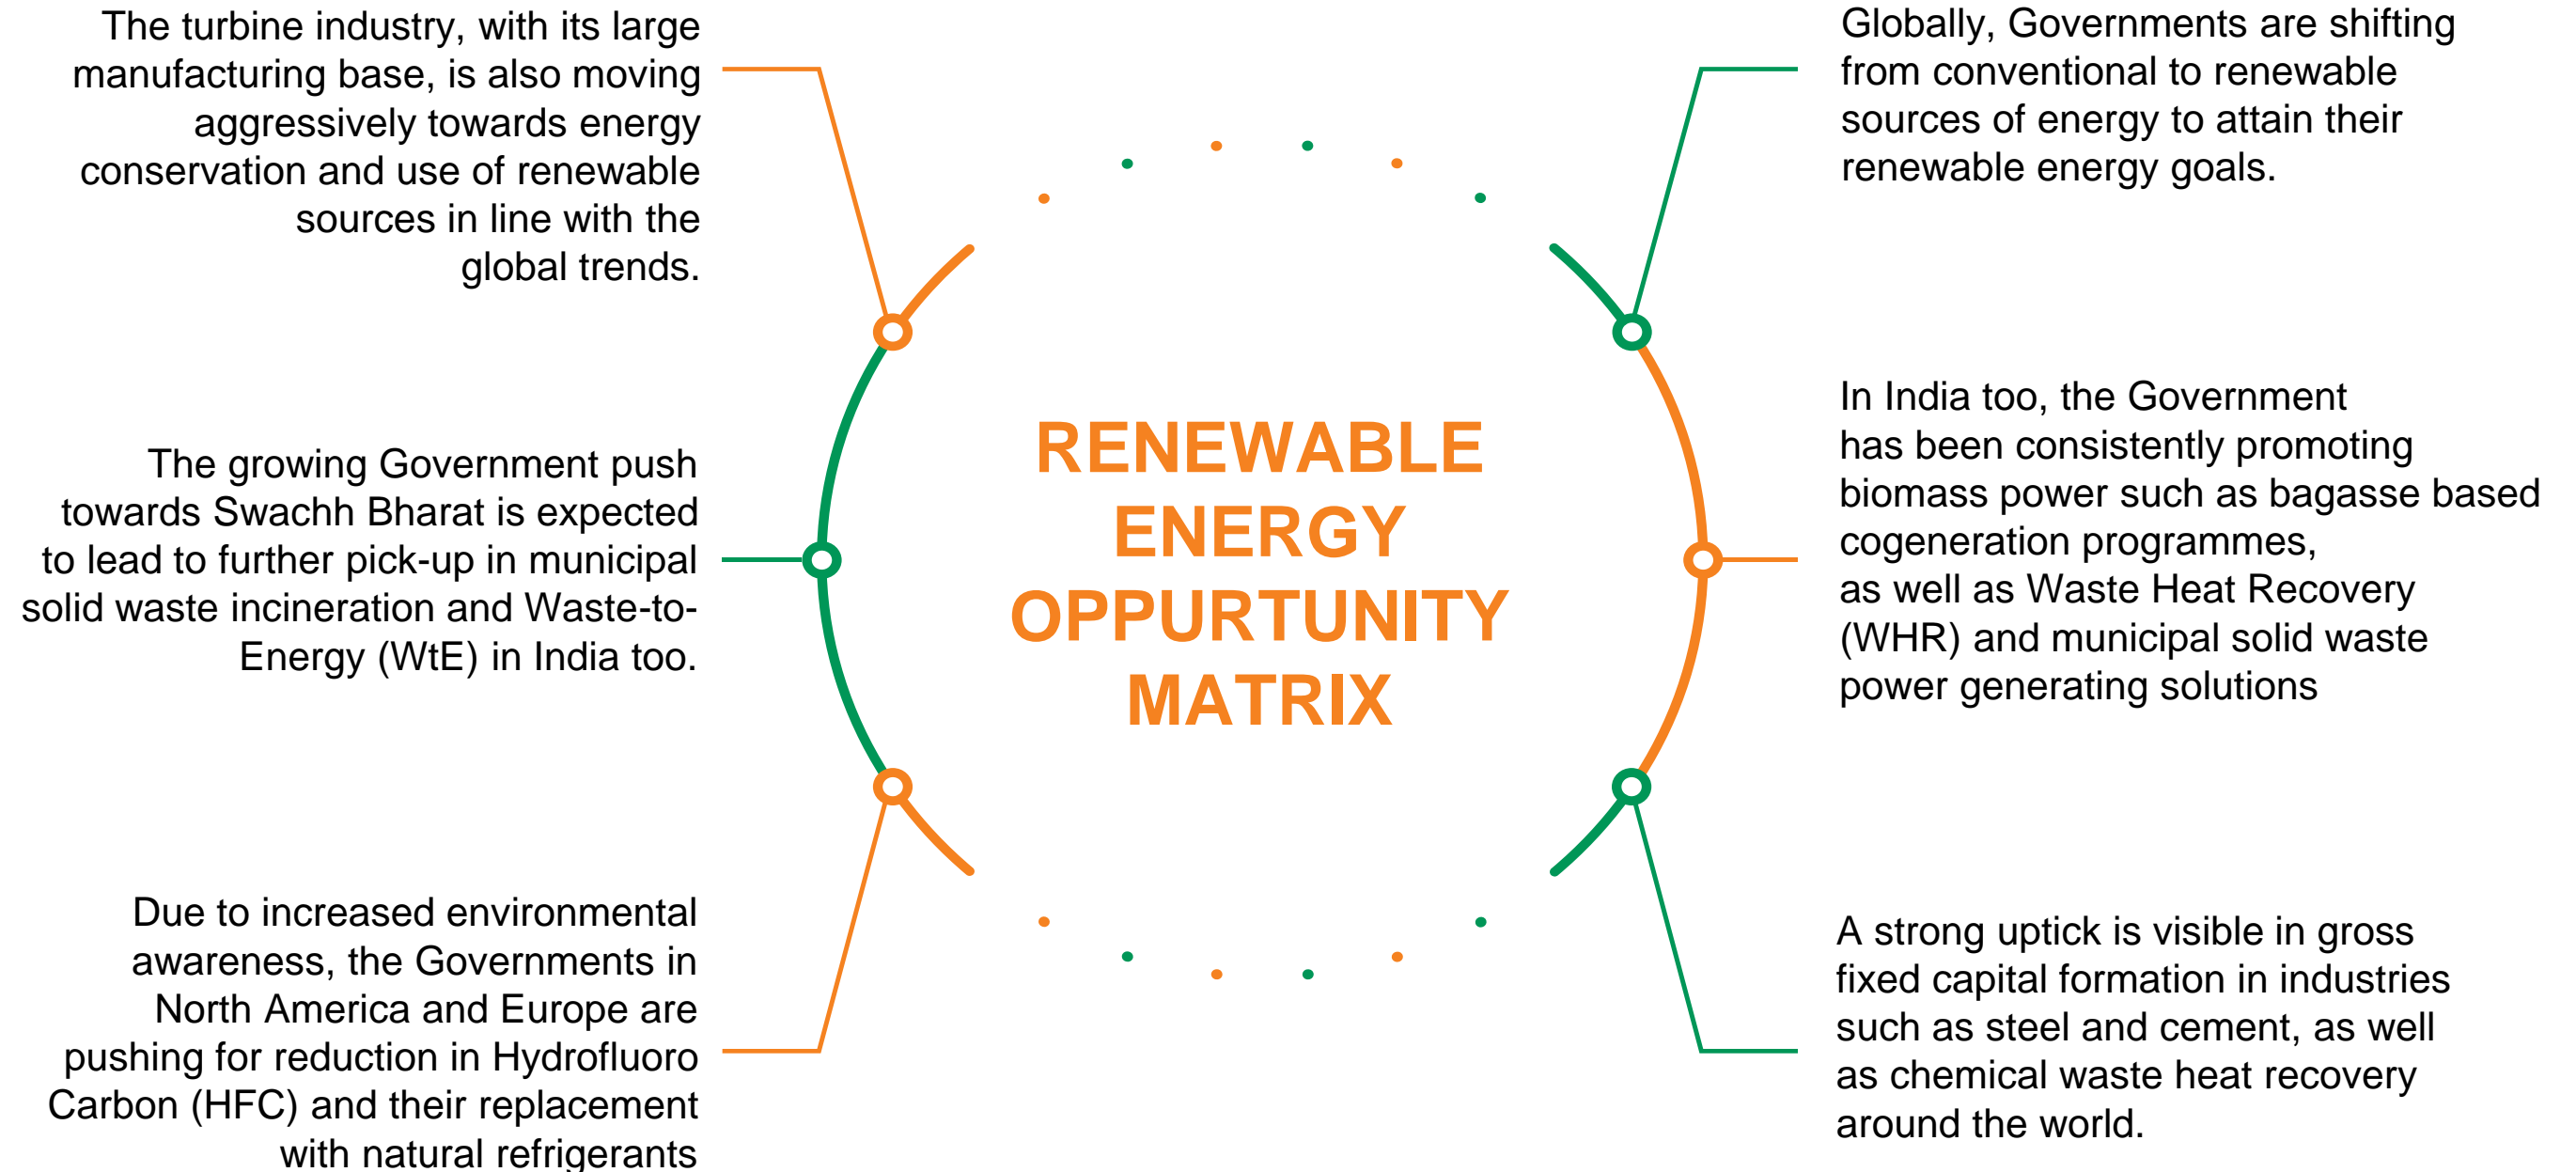 The turbine industry, with its large
manufacturing base, is also moving
aggressively towards energy
conservation and use of renewable
sources in line with the
global trends.
The growing Government push
towards Swachh Bharat is expected
to lead to further pick-up in municipal
solid waste incineration and Waste-to-
Energy (WtE) in India too.
Due to increased environmental
awareness, the Governments in
North America and Europe are
pushing for reduction in Hydrofluoro
Carbon (HFC) and their replacement
with natural refrigerants
RENEWABLE
ENERGY
OPPURTUNITY
MATRIX
Globally, Governments are shifting
from conventional to renewable
sources of energy to attain their
renewable energy goals.
In India too, the Government
has been consistently promoting
biomass power such as bagasse based
cogeneration programmes,
as well as Waste Heat Recovery
(WHR) and municipal solid waste
power generating solutions
A strong uptick is visible in gross
fixed capital formation in industries
such as steel and cement, as well
as chemical waste heat recovery
around the world.